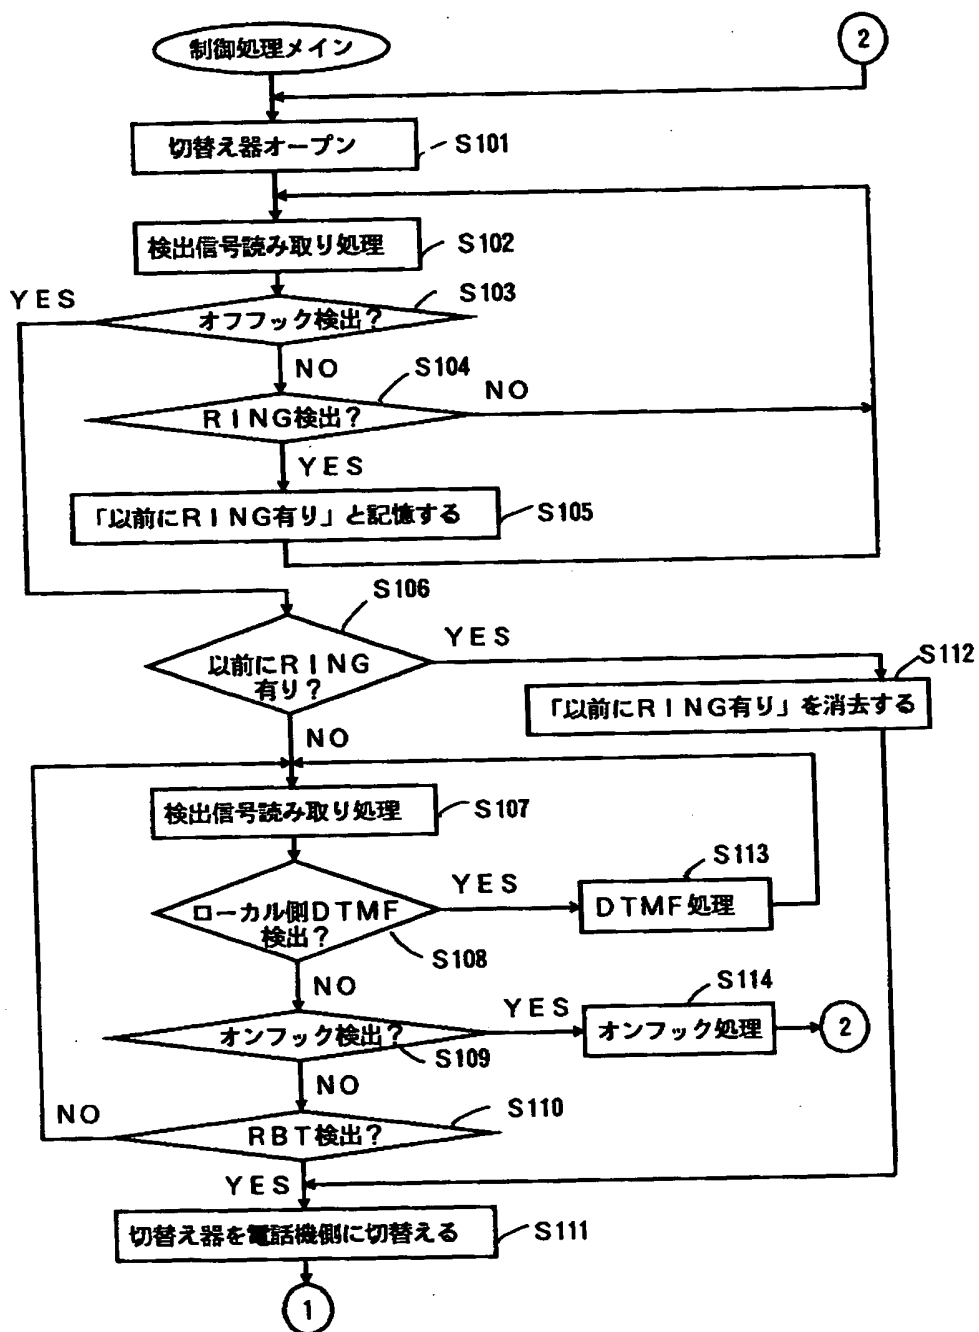 制御処理メイン
2
切替え器オープン
S101
検出信号読み取り処理
S102
YES
オフフック検出?
S103
NO
RING検出?
S104
NO
YES
「以前にRING有り」と記憶する
S105
S106
以前にRING
有り?
YES
S112
「以前にRING有り」を消去する
NO
検出信号読み取り処理
S107
ローカル側DTMF
検出?
S108
YES
S113
DTMF処理
NO
オンフック検出?
S109
YES
S114
オンフック処理
2
NO
RBT検出?
S110
NO
YES
切替え器を電話機側に切替える
S111
1